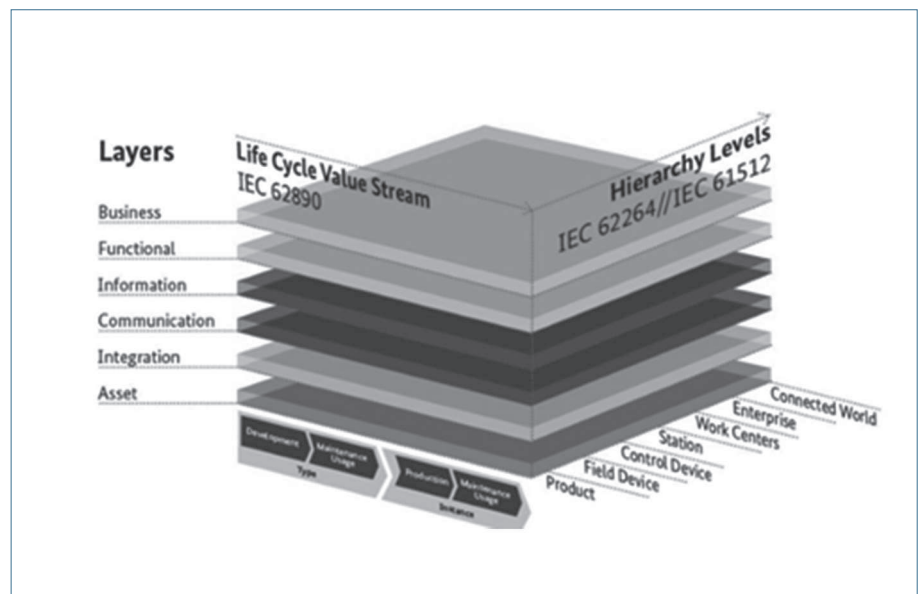 Layers
Life Cycle Value Stream
IEC 62890
Hierarchy Levels
IEC 62264//IEC 61512
Business
Functional
Information
Communication
Integration
Asset
Development
Maintenance
Usage
Type
Production
Maintenance
Usage
Instance
Connected World
Enterprise
Work Centers
Station
Control Device
Field Device
Product